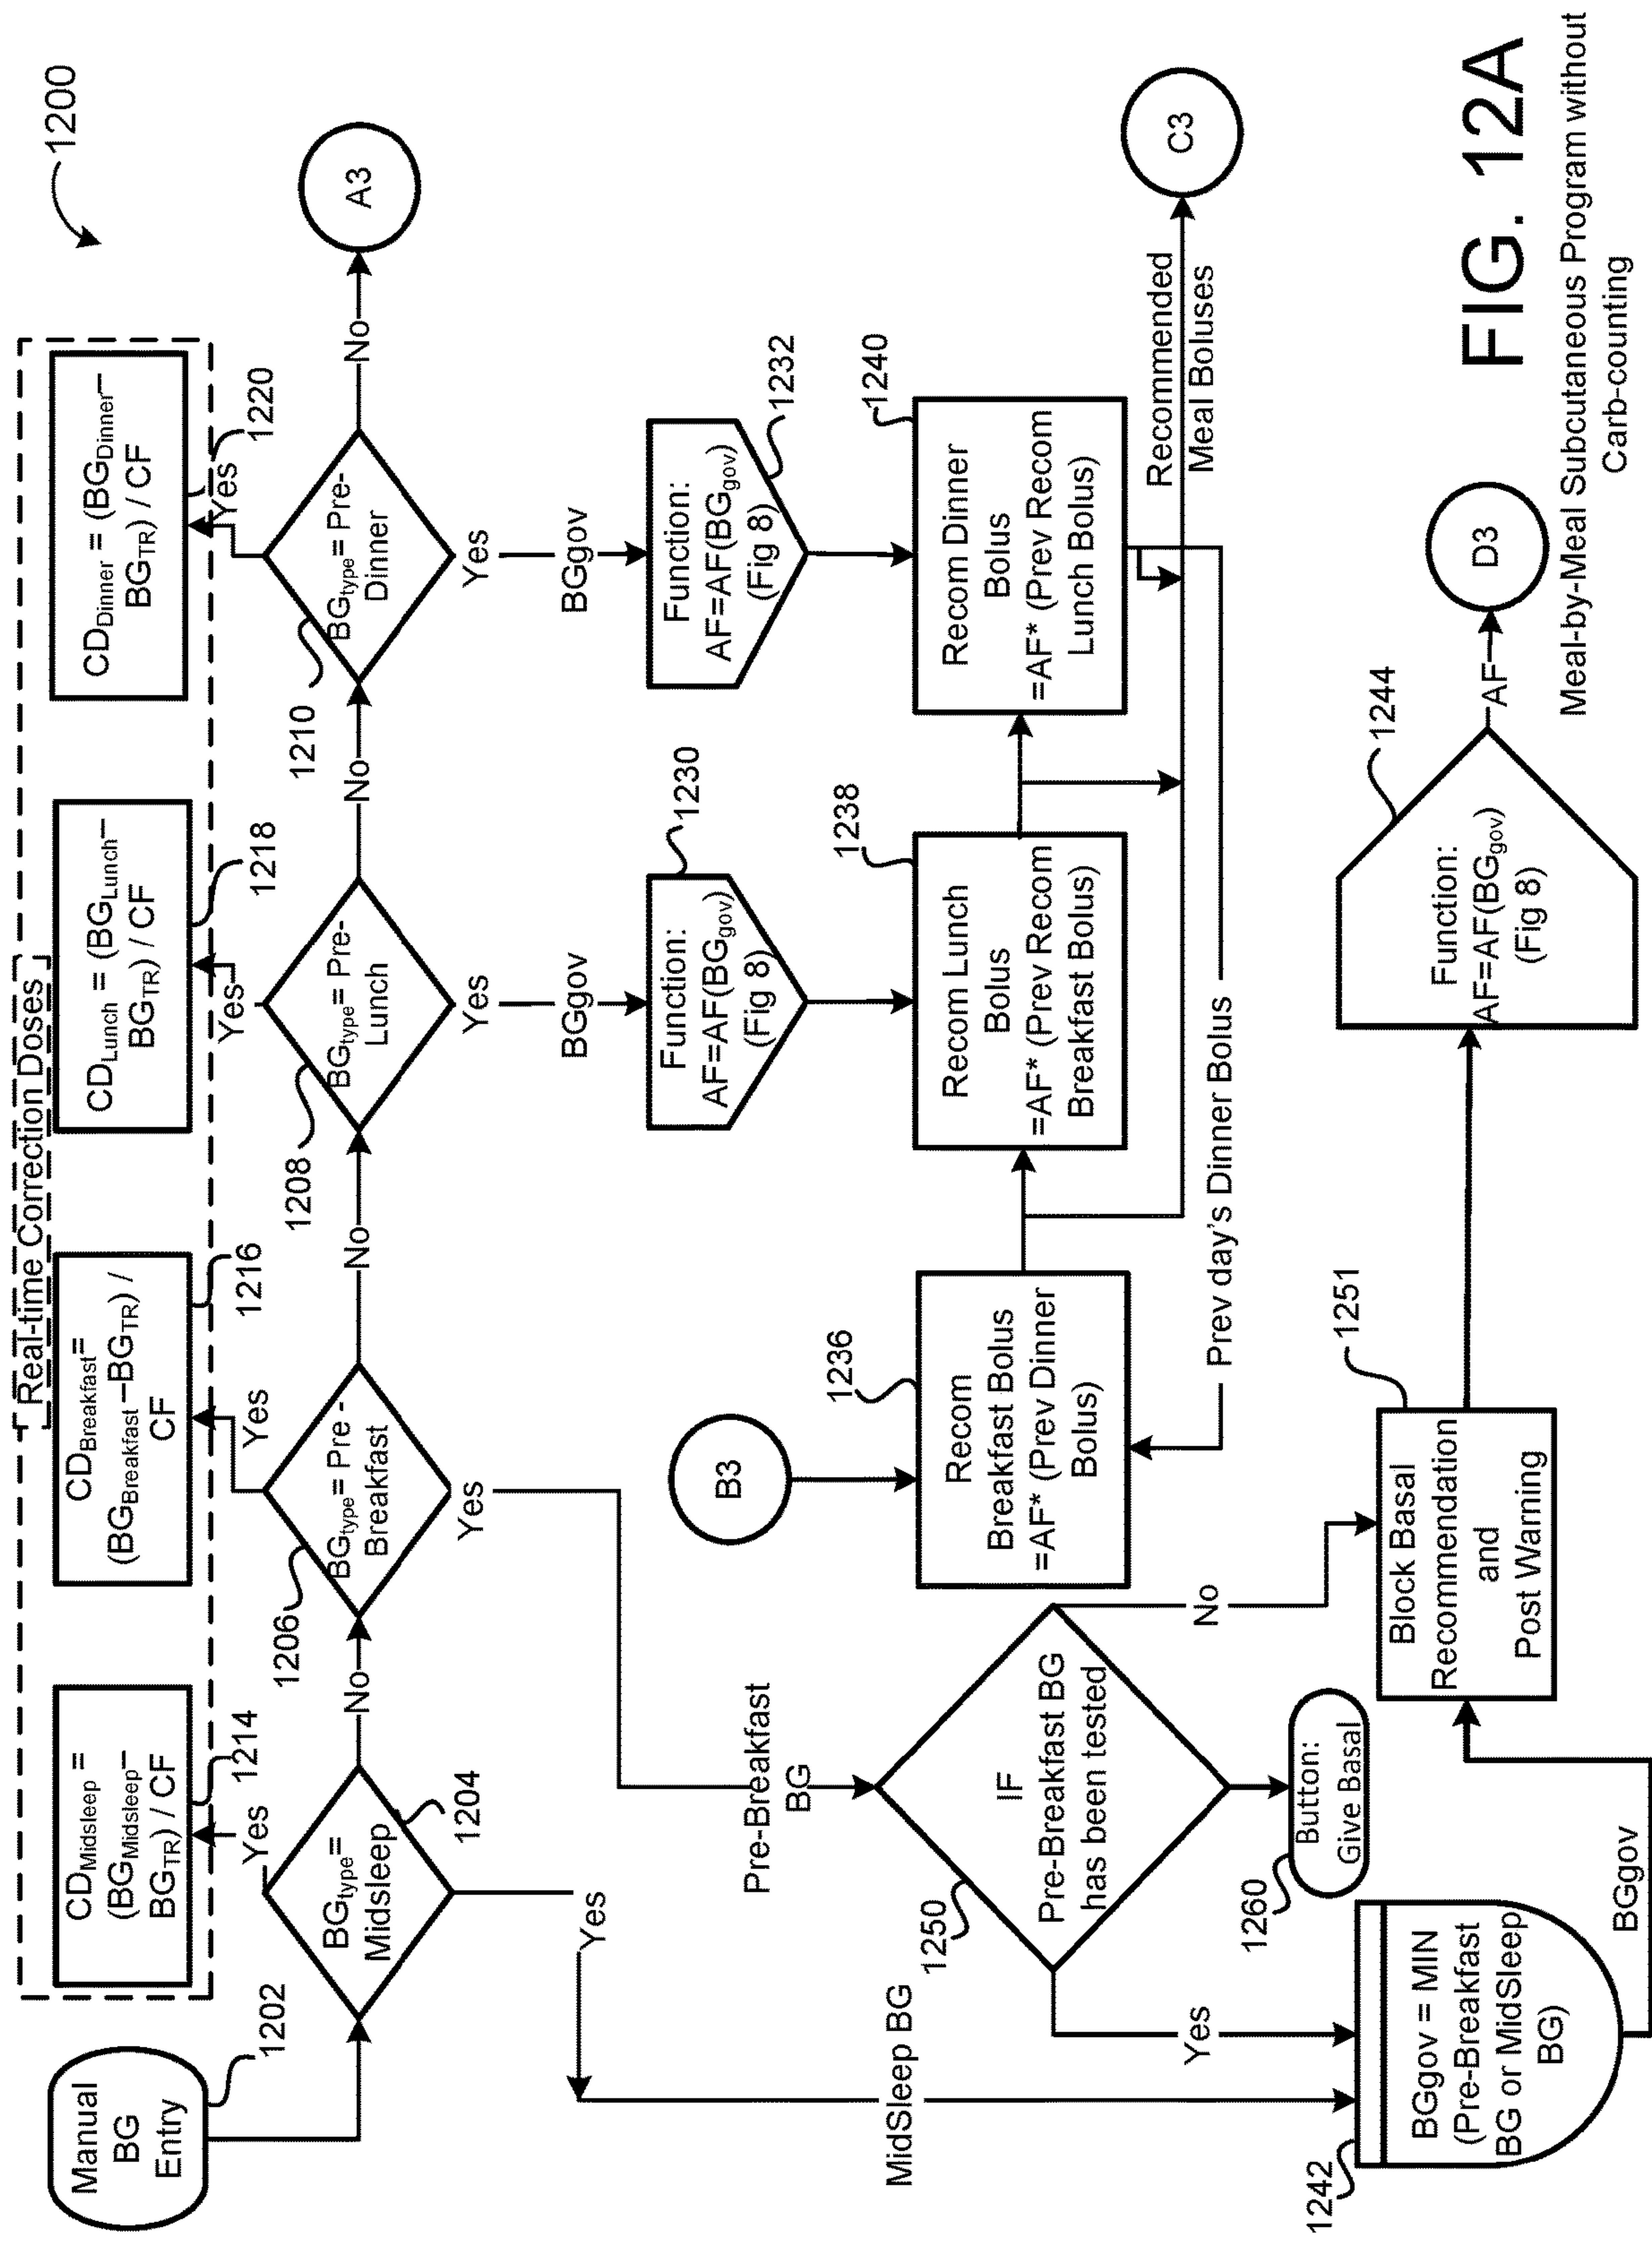 1200
Real-time Correction Doses
Manual
BG
Entry
1202
CDMidsleep=
(BGMidsleep–
BGTR) / CF
1214
CDBreakfast=
(BGBreakfast–BGTR) /
CF
1216
CDLunch = (BGLunch–
BGTR) / CF
1218
CDDinner = (BGDinner–
BGTR) / CF
1220
Yes
Yes
Yes
Yes
BGtype=
Midsleep
1204
No
BGtype= Pre -
Breakfast
1206
No
BGtype= Pre-
Lunch
1208
No
BGtype= Pre-
Dinner
1210
No
A3
Yes
Yes
Yes
Yes
BGgov
BGgov
Function:
AF=AF(BGgov)
(Fig 8)
1230
Function:
AF=AF(BGgov)
(Fig 8)
1232
B3
Recom
Breakfast Bolus
=AF* (Prev Dinner
Bolus)
1236
Recom Lunch
Bolus
=AF* (Prev Recom
Breakfast Bolus)
1238
Recom Dinner
Bolus
=AF* (Prev Recom
Lunch Bolus)
1240
Recommended
Meal Boluses
C3
Prev day's Dinner Bolus
MidSleep BG
Pre-Breakfast
BG
IF
Pre-Breakfast BG
has been tested
1250
Yes
No
Button:
Give Basal
1260
BGgov = MIN
(Pre-Breakfast
BG or MidSleep
BG)
1242
BGgov
Block Basal
Recommendation
and
Post Warning
1251
Function:
AF=AF(BGgov)
(Fig 8)
1244
AF
D3
FIG. 12A
Meal-by-Meal Subcutaneous Program without
Carb-counting